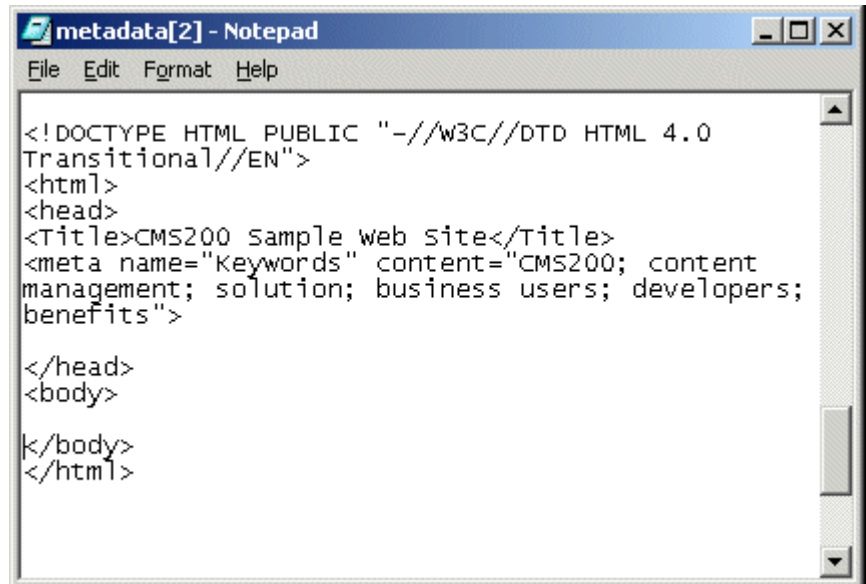 metadata[2] - Notepad
File Edit Format Help
<!DOCTYPE HTML PUBLIC "-//W3C//DTD HTML 4.0
Transitional//EN">
<html>
<head>
<Title>CMS200 Sample Web Site</Title>
<meta name="Keywords" content="CMS200; content
management; solution; business users; developers;
benefits">
</head>
<body>
</body>
</html>